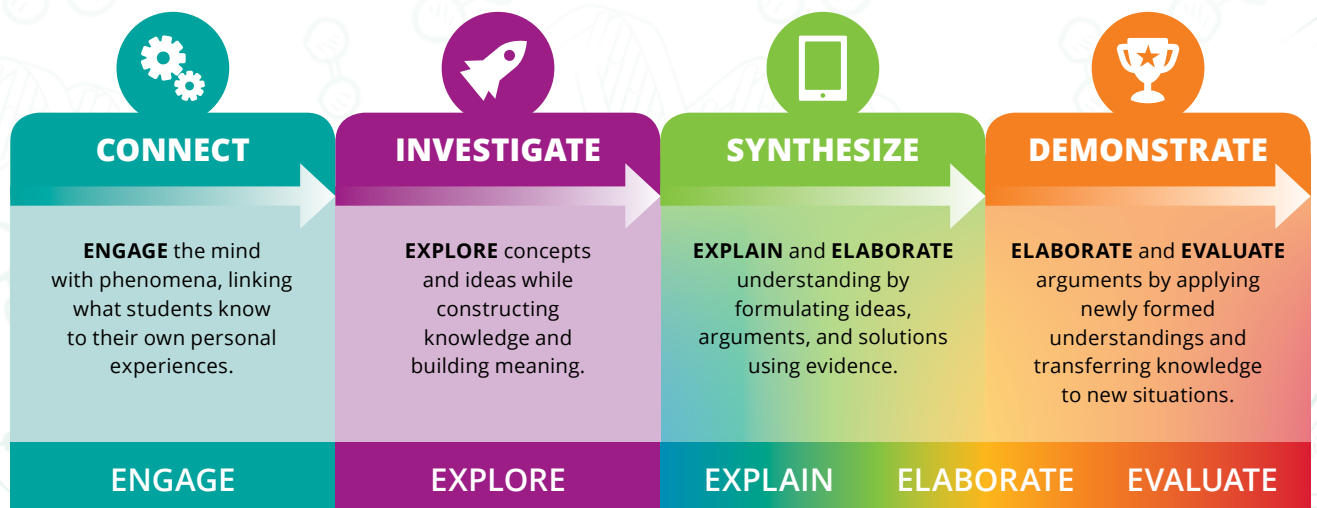 CONNECT
ENGAGE the mind
with phenomena, linking
what students know
to their own personal
experiences.
ENGAGE
INVESTIGATE
EXPLORE concepts
and ideas while
constructing
knowledge and
building meaning.
EXPLORE
SYNTHESIZE
EXPLAIN and ELABORATE
understanding by
formulating ideas,
arguments, and solutions
using evidence.
DEMONSTRATE
ELABORATE and EVALUATE
arguments by applying
newly formed
understandings and
transferring knowledge
to new situations.
EXPLAIN
ELABORATE
EVALUATE